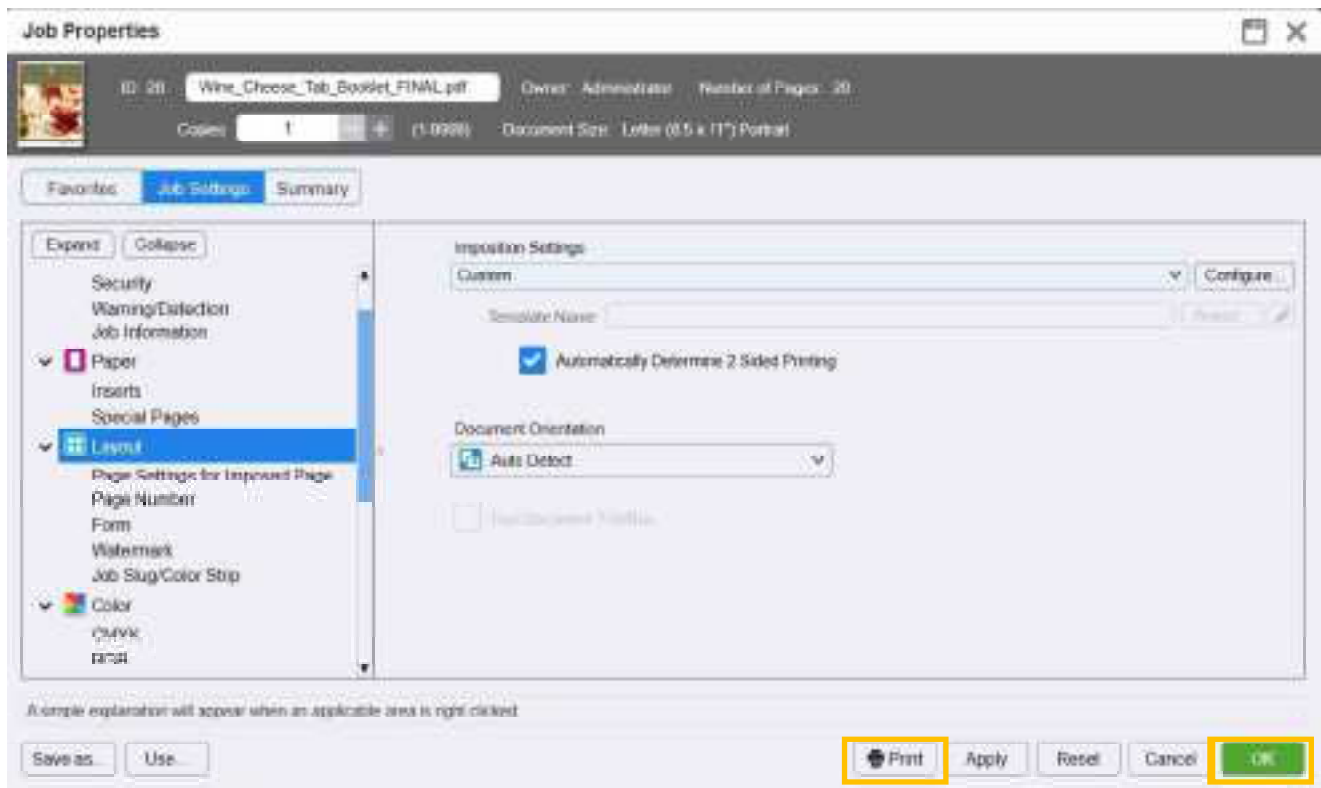 Job Properties
ID: 20 Wine_Cheese_Tab_Booklet_FINAL.pdf Owner: Administrator Number of Pages: 20
Copies: 1 (1-9999) Document Size: Letter (8.5 x 11") Portrait
Favorites Job Settings Summary
Expand Collapse
Security
Warning/Detection
Job Information
Paper
Inserts
Special Pages
Layout
Page Settings for Imposed Page
Page Number
Form
Watermark
Job Slug/Color Strip
Color
CMYK
RGB
Imposition Settings
Custom Configure...
Template Name:
Automatically Determine 2 Sided Printing
Document Orientation
Auto Detect
A simple explanation will appear when an applicable area is right clicked
Save as... Use... Print Apply Reset Cancel OK